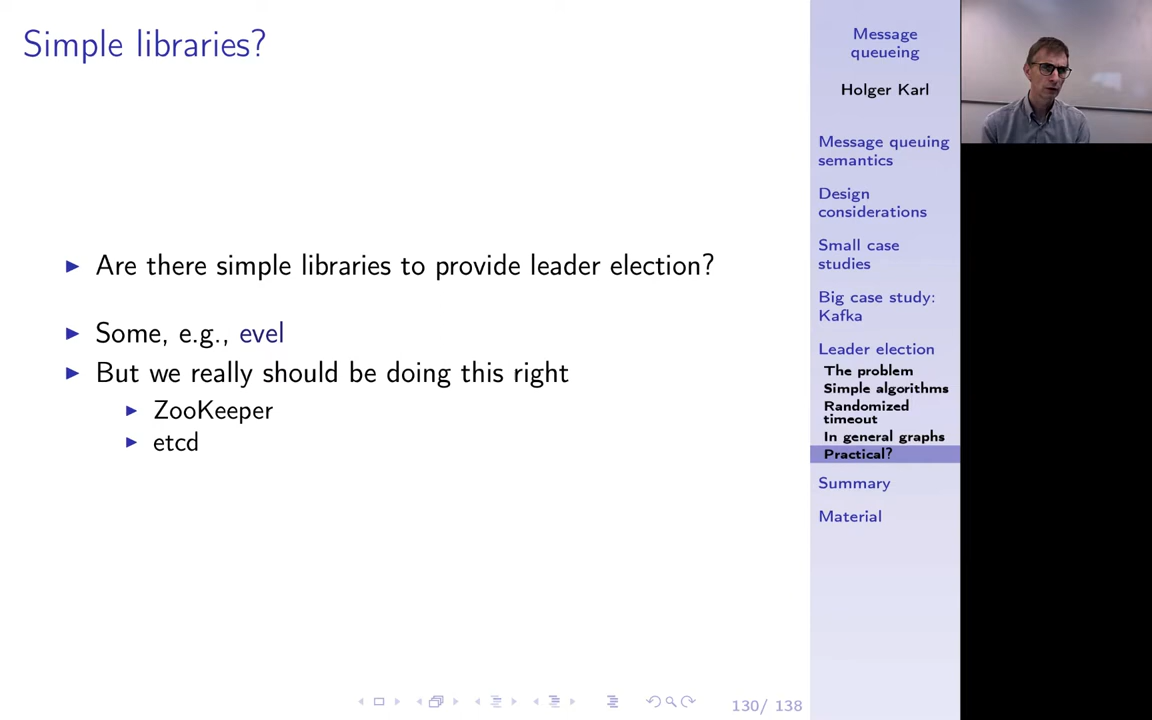 Simple libraries?
Are there simple libraries to provide leader election?
Some, e.g., evel
But we really should be doing this right
ZooKeeper
etcd
Message
queueing
Holger Karl
Message queuing
semantics
Design
considerations
Small case
studies
Big case study:
Kafka
Leader election
The problem
Simple algorithms
Randomized
timeout
In general graphs
Practical?
Summary
Material
130/ 138